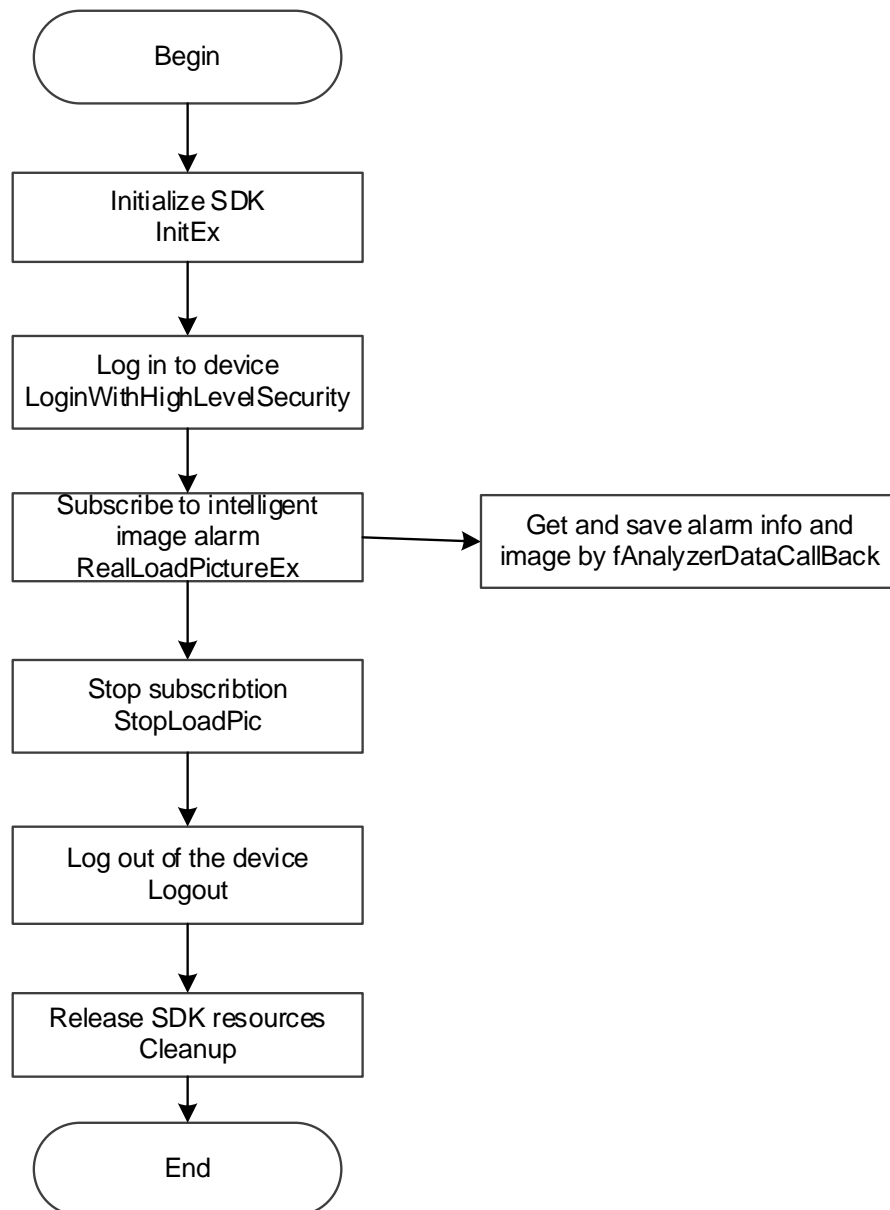 Begin
Initialize SDK
InitEx
Log in to device
LoginWithHighLevelSecurity
Subscribe to intelligent
image alarm
RealLoadPictureEx
Get and save alarm info and
image by fAnalyzerDataCallBack
Stop subscribtion
StopLoadPic
Log out of the device
Logout
Release SDK resources
Cleanup
End